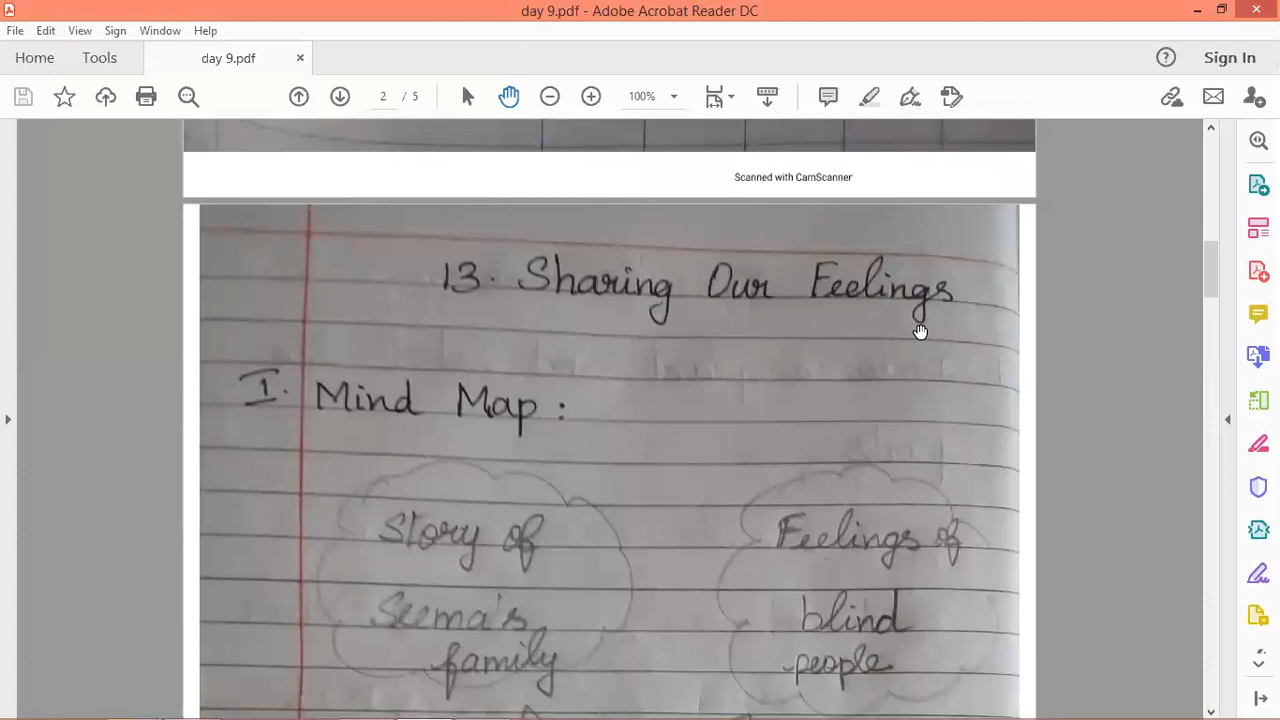 day 9.pdf - Adobe Acrobat Reader DC
File Edit View Sign Window Help
Home Tools day 9.pdf × Sign In
2 / 5 100%
Scanned with CamScanner
13. Sharing Our Feelings
I. Mind Map :
Story of
Seema's
family
Feelings of
blind
people